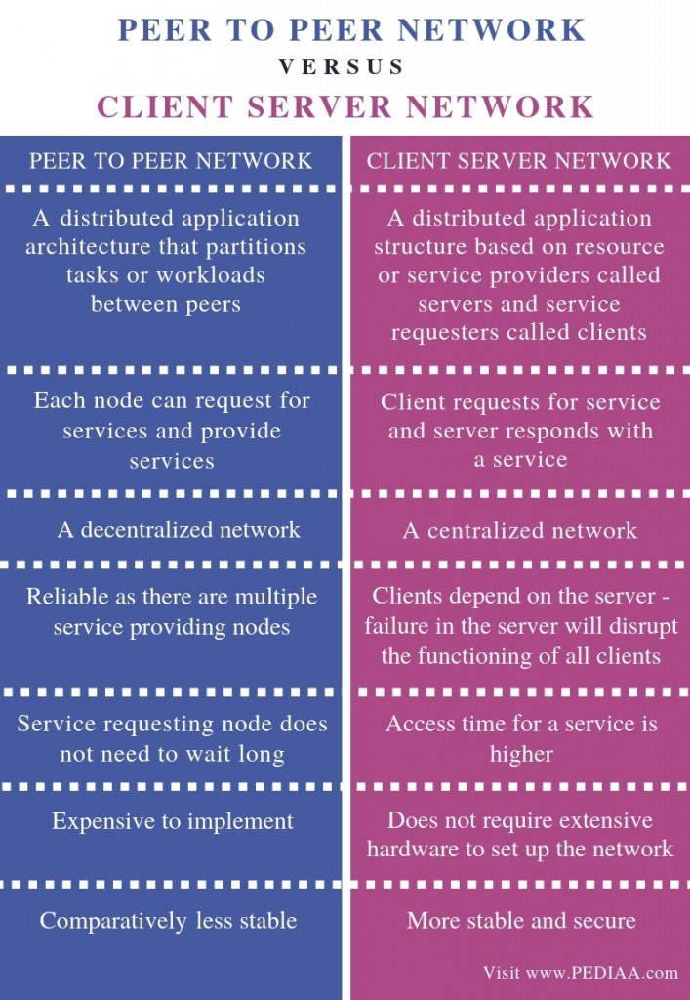 PEER TO PEER NETWORK
VERSUS
CLIENT SERVER NETWORK
PEER TO PEER NETWORK
CLIENT SERVER NETWORK
A distributed application
architecture that partitions
tasks or workloads
between peers
A distributed application
structure based on resource
or service providers called
servers and service
requesters called clients
Each node can request for
services and provide
services
Client requests for service
and server responds with
a service
A decentralized network
A centralized network
Reliable as there are multiple
service providing nodes
Clients depend on the server -
failure in the server will disrupt
the functioning of all clients
Service requesting node does
not need to wait long
Access time for a service is
higher
Expensive to implement
Does not require extensive
hardware to set up the network
Comparatively less stable
More stable and secure
Visit www.PEDIAA.com